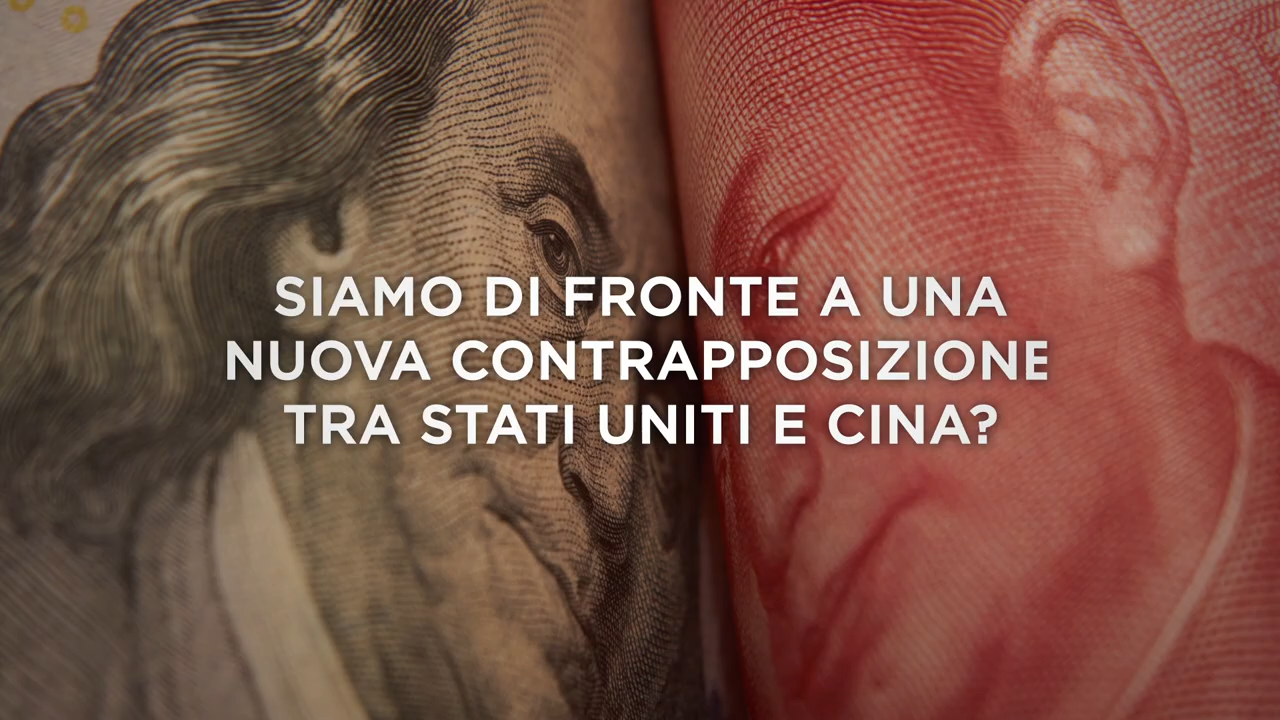 SIAMO DI FRONTE A UNA
NUOVA CONTRAPPOSIZIONE
TRA STATI UNITI E CINA?